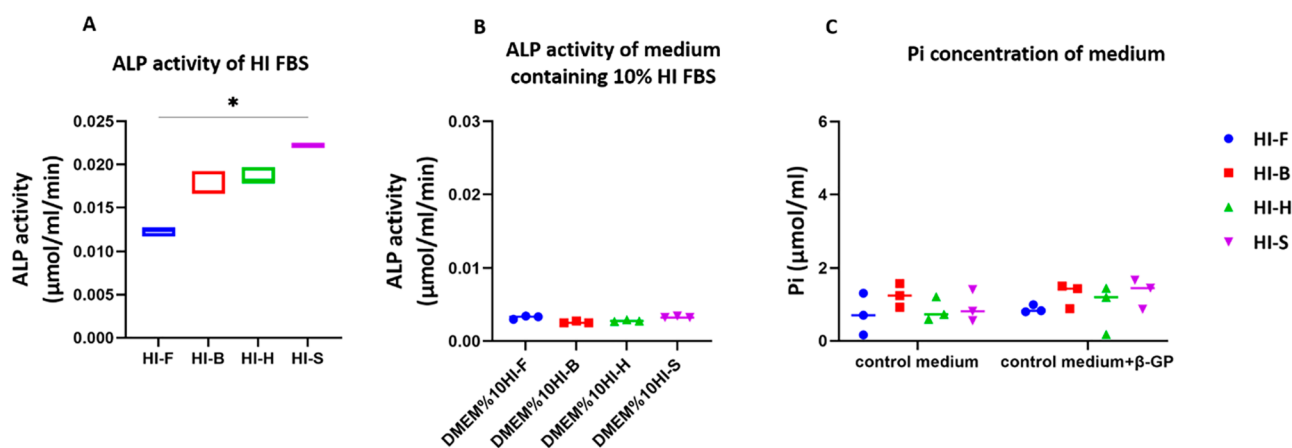 A
ALP activity of HI FBS
*
ALP activity
(μmol/ml/min)
0.025
0.020
0.015
0.010
0.005
0.000
HI-F
HI-B
HI-H
HI-S
B
ALP activity of medium
containing 10% HI FBS
ALP activity
(μmol/ml/min)
0.03
0.02
0.01
0.00
DMEM%10HI-F
DMEM%10HI-B
DMEM%10HI-H
DMEM%10HI-S
C
Pi concentration of medium
Pi (μmol/ml)
6
4
2
0
control medium
control medium+β-GP
HI-F
HI-B
HI-H
HI-S